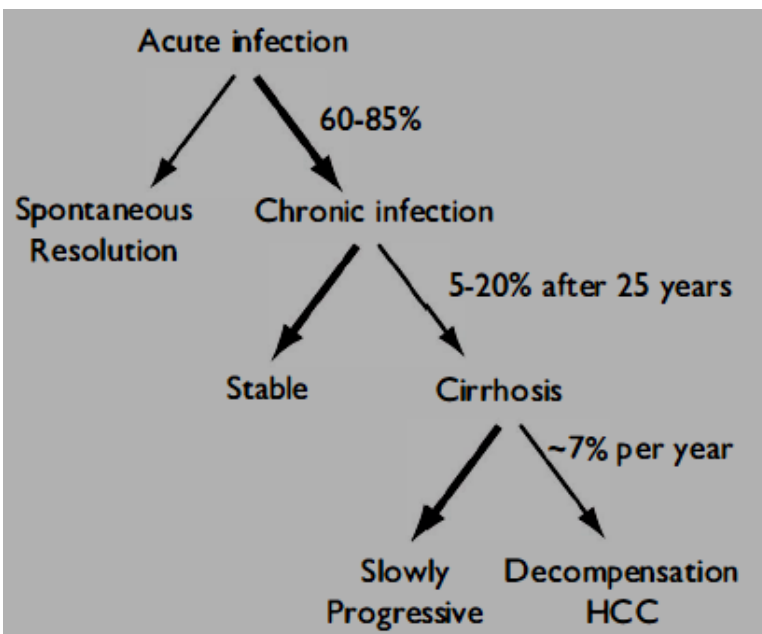 Acute infection
60-85%
Spontaneous
Resolution
Chronic infection
5-20% after 25 years
Stable
Cirrhosis
~7% per year
Slowly
Progressive
Decompensation
HCC